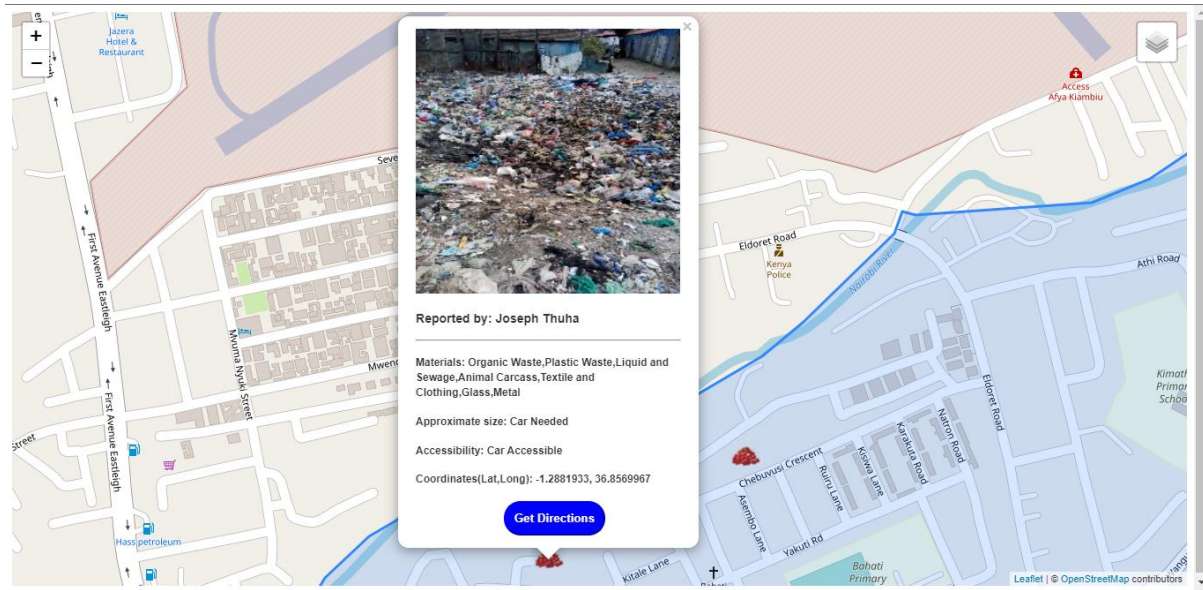 +
−
Jazera
Hotel &
Restaurant
×
Access
Afya Kiambiu
Reported by: Joseph Thuha
Materials: Organic Waste,Plastic Waste,Liquid and
Sewage,Animal Carcass,Textile and
Clothing,Glass,Metal
Approximate size: Car Needed
Accessibility: Car Accessible
Coordinates(Lat,Long): -1.2881933, 36.8569967
Get Directions
First Avenue Eastleigh
First Avenue Eastleigh
Mvuma Nyuki Street
Street
Hass petroleum
Eldoret Road
Kenya
Police
Nairobi River
Athi Road
Eldoret Road
Chebuvusi Crescent
Ruiru Lane
Kisiwa Lane
Karakuta Road
Natron Road
Asembo Lane
Yakuti Rd
Kitale Lane
Bahati
Primary
Leaflet | © OpenStreetMap contributors